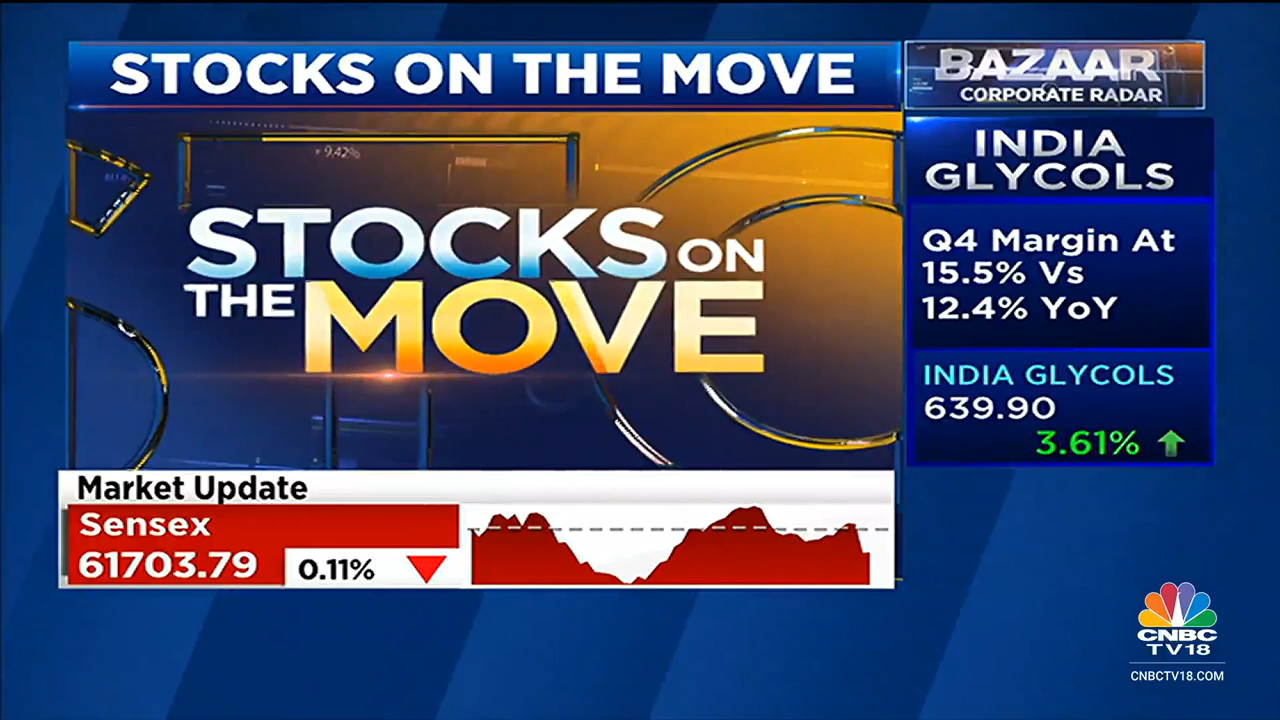 STOCKS ON THE MOVE
BAZAAR
CORPORATE RADAR
INDIA
GLYCOLS
Q4 Margin At
15.5% Vs
12.4% YoY
INDIA GLYCOLS
639.90
3.61%
9.42%
STOCKS ON
THE MOVE
Market Update
Sensex
61703.79
0.11%
CNBC
TV18
CNBCTV18.COM